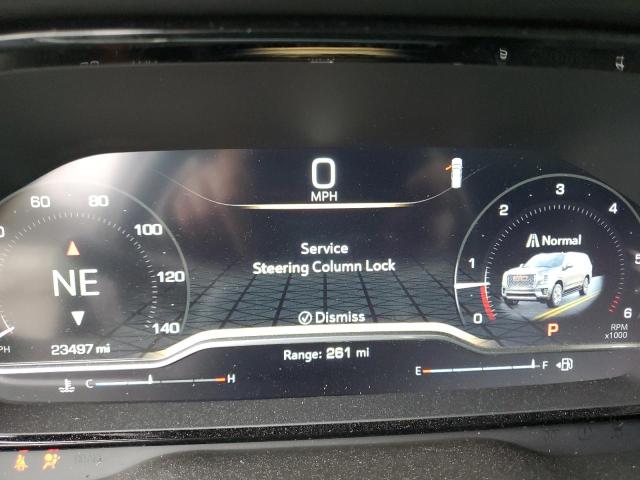 0
MPH
60 80
100
120
140
NE
23497 mi
Service
Steering Column Lock
Dismiss
Range: 261 mi
C H
E F
0 1 2 3 4 5 6
Normal
P
RPM
x1000